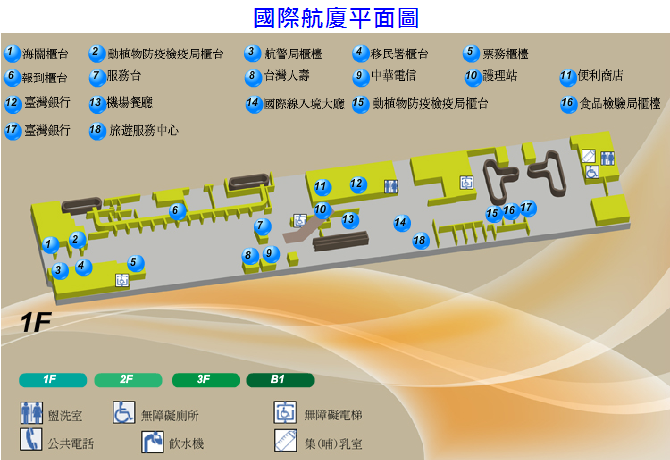 國際航廈平面圖
1 海關櫃台 2 動植物防疫檢疫局櫃台 3 航警局櫃檯 4 移民署櫃台 5 票務櫃檯
6 報到櫃台 7 服務台 8 台灣人壽 9 中華電信 10 護理站 11 便利商店
12 臺灣銀行 13 機場餐廳 14 國際線入境大廳 15 動植物防疫檢疫局櫃台 16 食品檢驗局櫃檯
17 臺灣銀行 18 旅遊服務中心
11 12
6 10 13 15 16 17
1 2 7 14 18
3 4 5 8 9
1F
1F 2F 3F B1
盥洗室 無障礙廁所 無障礙電梯
公共電話 飲水機 集(哺)乳室